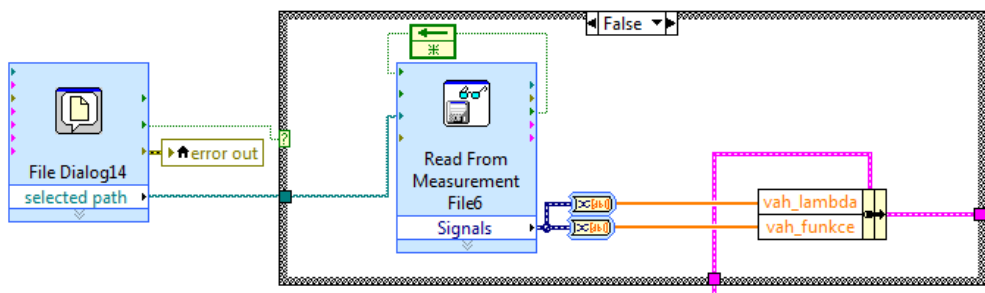 False
File Dialog14
error out
selected path
?
Read From
Measurement
File6
Signals
vah_lambda
vah_funkce